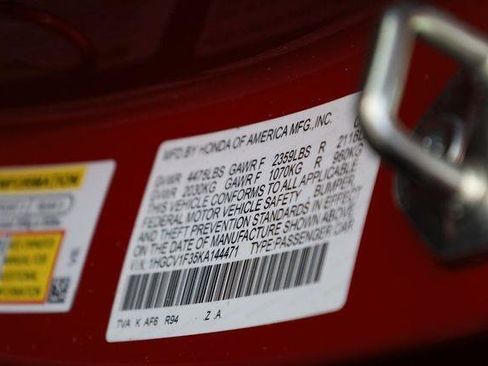 MFD BY HONDA OF AMERICA MFG.,INC.
GVWR 4475LBS GAWR F 2359LBS R 2116LBS
GVWR 2030KG GAWR F 1070KG R 960KG
THIS VEHICLE CONFORMS TO ALL APPLICABLE
FEDERAL MOTOR VEHICLE SAFETY, BUMPER,
AND THEFT PREVENTION STANDARDS IN EFFECT
ON THE DATE OF MANUFACTURE SHOWN ABOVE.
V.I.N. 1HGCV1F35KA144471 TYPE PASSENGER CAR
TVA K AF6 R94 Z A
INFORMATION